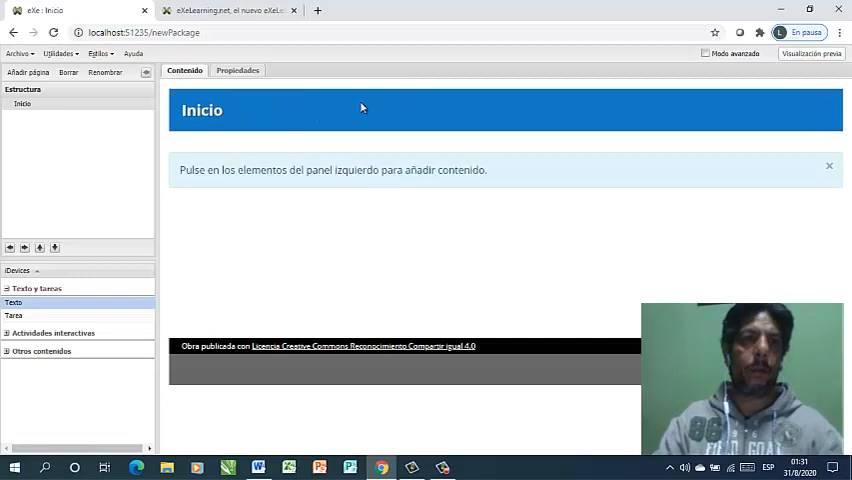 eXe : Inicio
eXeLearning.net, el nuevo eXeLe
localhost:51235/newPackage
L En pausa
Archivo Utilidades Estilos Ayuda
Modo avanzado
Visualización previa
Añadir página Borrar Renombrar
Contenido Propiedades
Estructura
Inicio
Inicio
Pulse en los elementos del panel izquierdo para añadir contenido.
iDevices
Texto y tareas
Texto
Tarea
Actividades interactivas
Otros contenidos
Obra publicada con Licencia Creative Commons Reconocimiento Compartir igual 4.0
86
ESP
01:31
31/8/2020